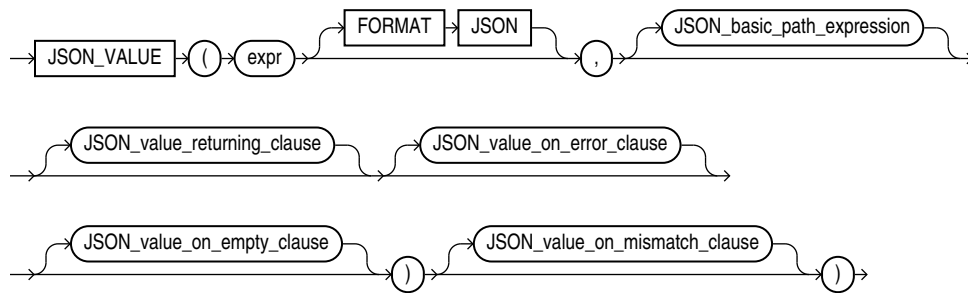 JSON_VALUE ( expr FORMAT JSON , JSON_basic_path_expression
JSON_value_returning_clause JSON_value_on_error_clause
JSON_value_on_empty_clause ) JSON_value_on_mismatch_clause )